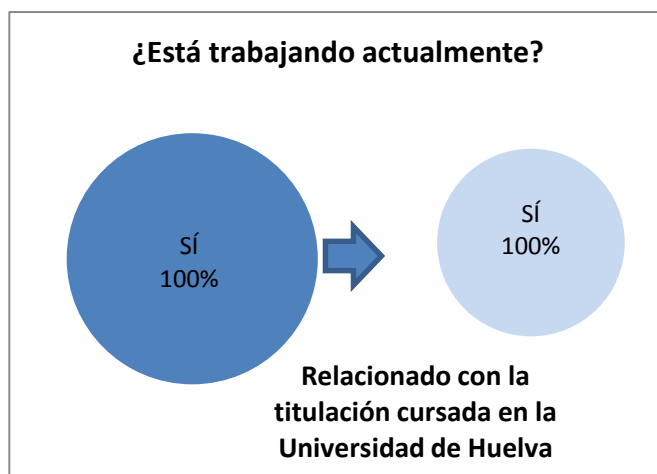 ¿Está trabajando actualmente?
SÍ
100%
SÍ
100%
Relacionado con la
titulación cursada en la
Universidad de Huelva